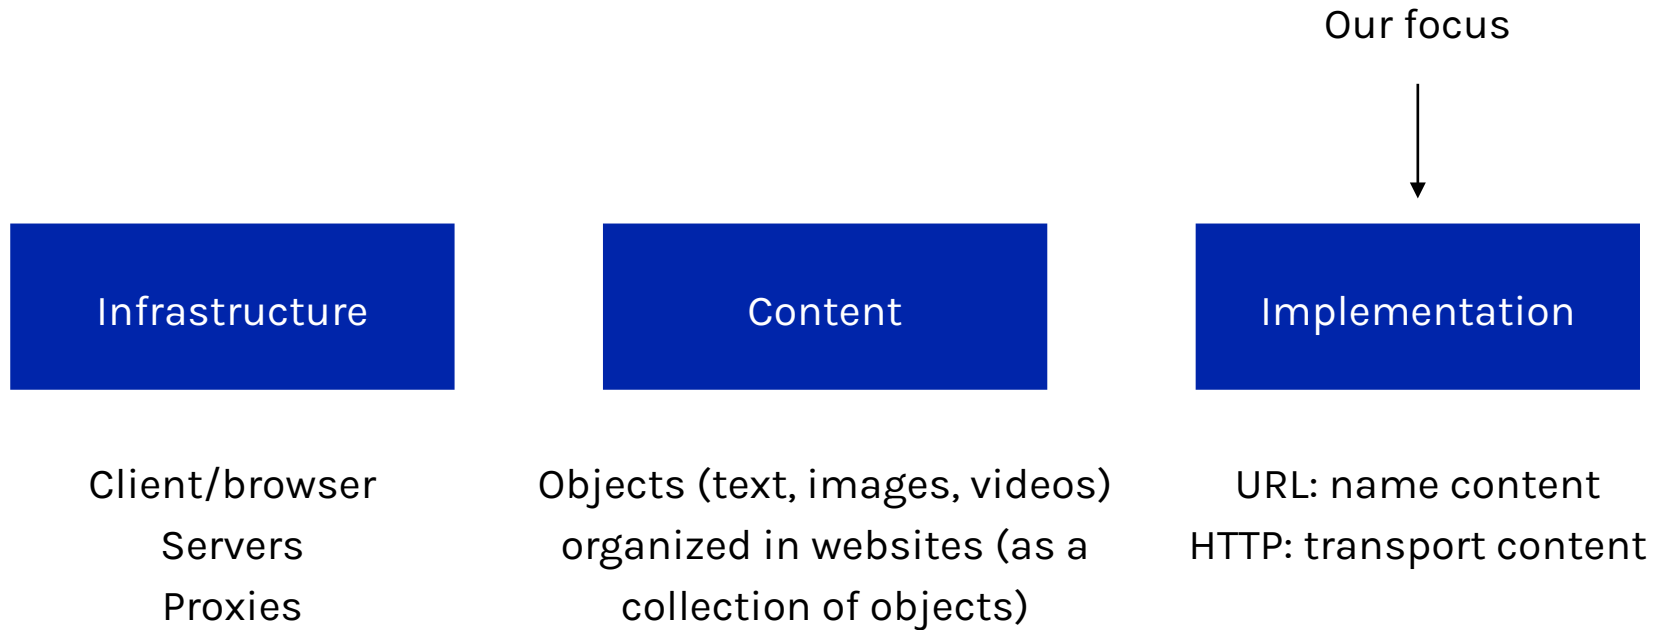 Our focus
Infrastructure
Content
Implementation
Client/browser
Servers
Proxies
Objects (text, images, videos)
organized in websites (as a
collection of objects)
URL: name content
HTTP: transport content